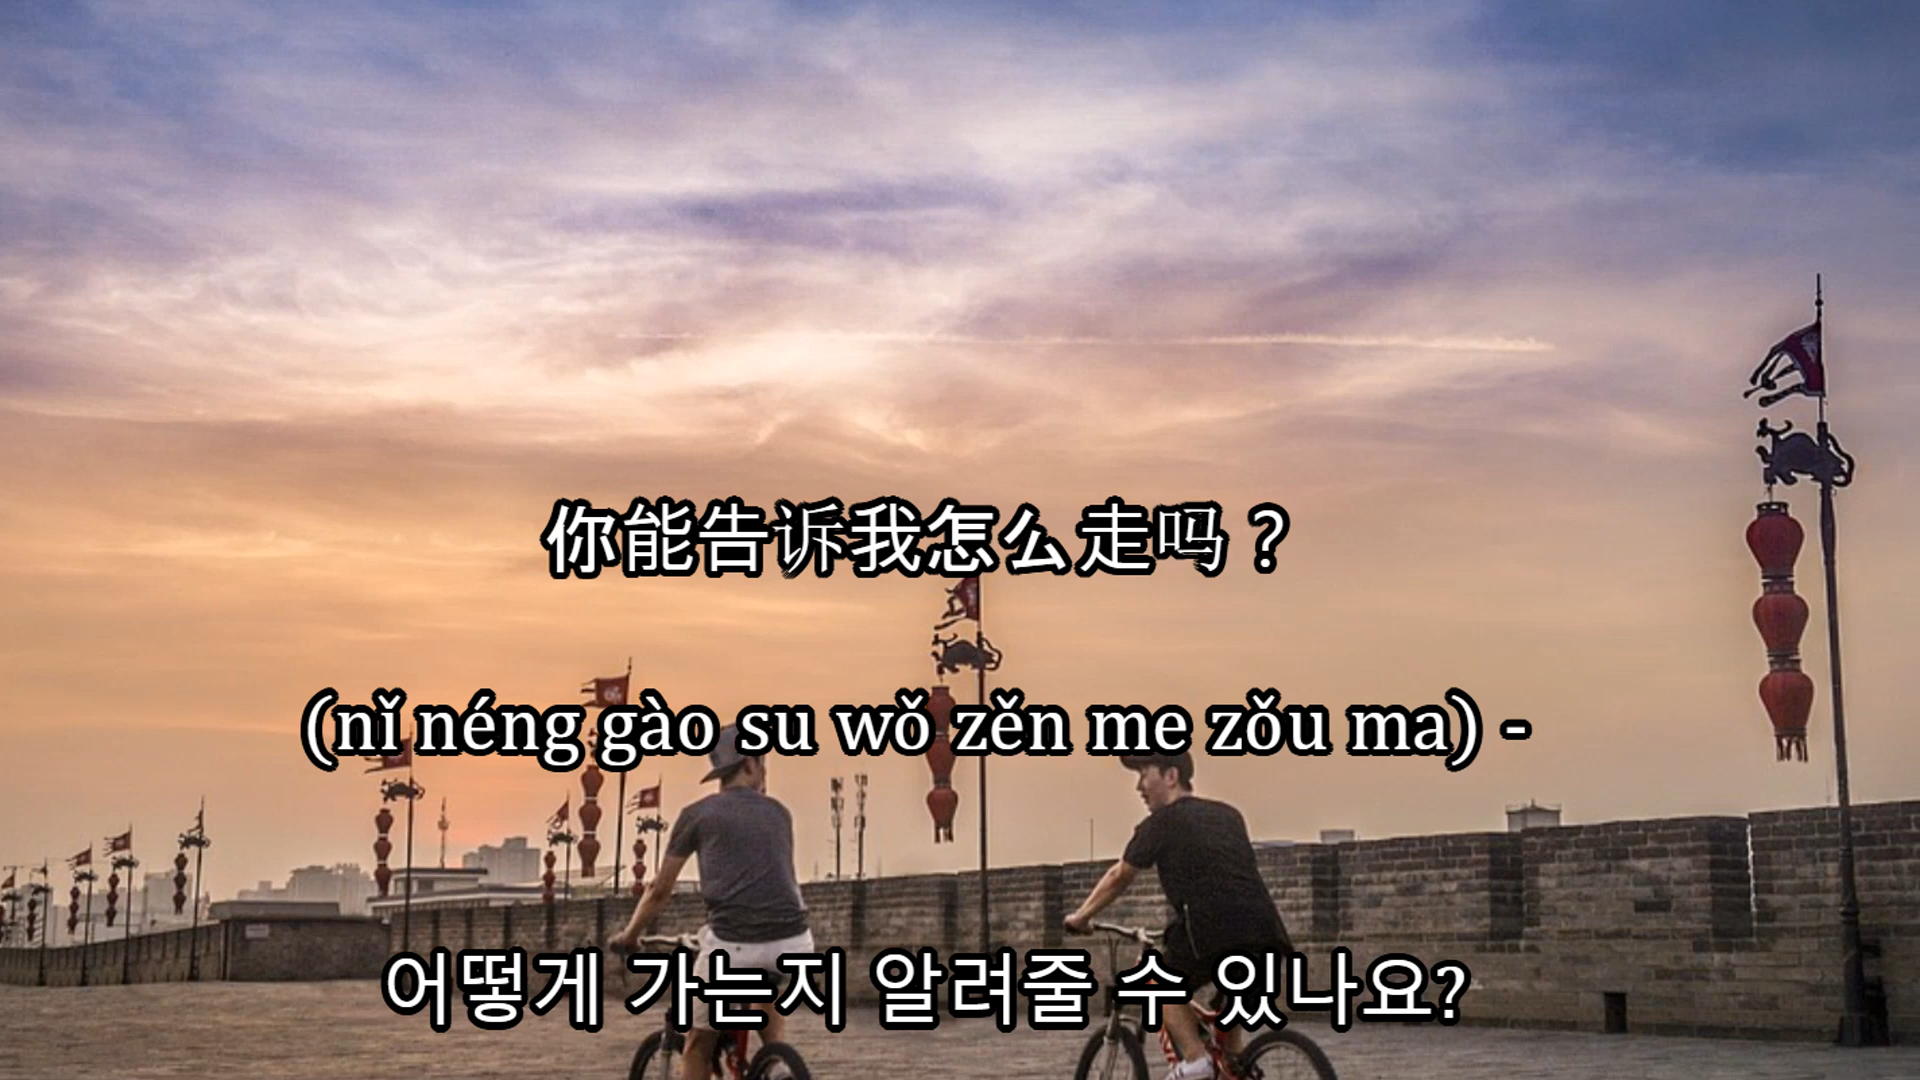 你能告诉我怎么走吗？
(nǐ néng gào su wǒ zěn me zǒu ma) -
어떻게 가는지 알려줄 수 있나요?